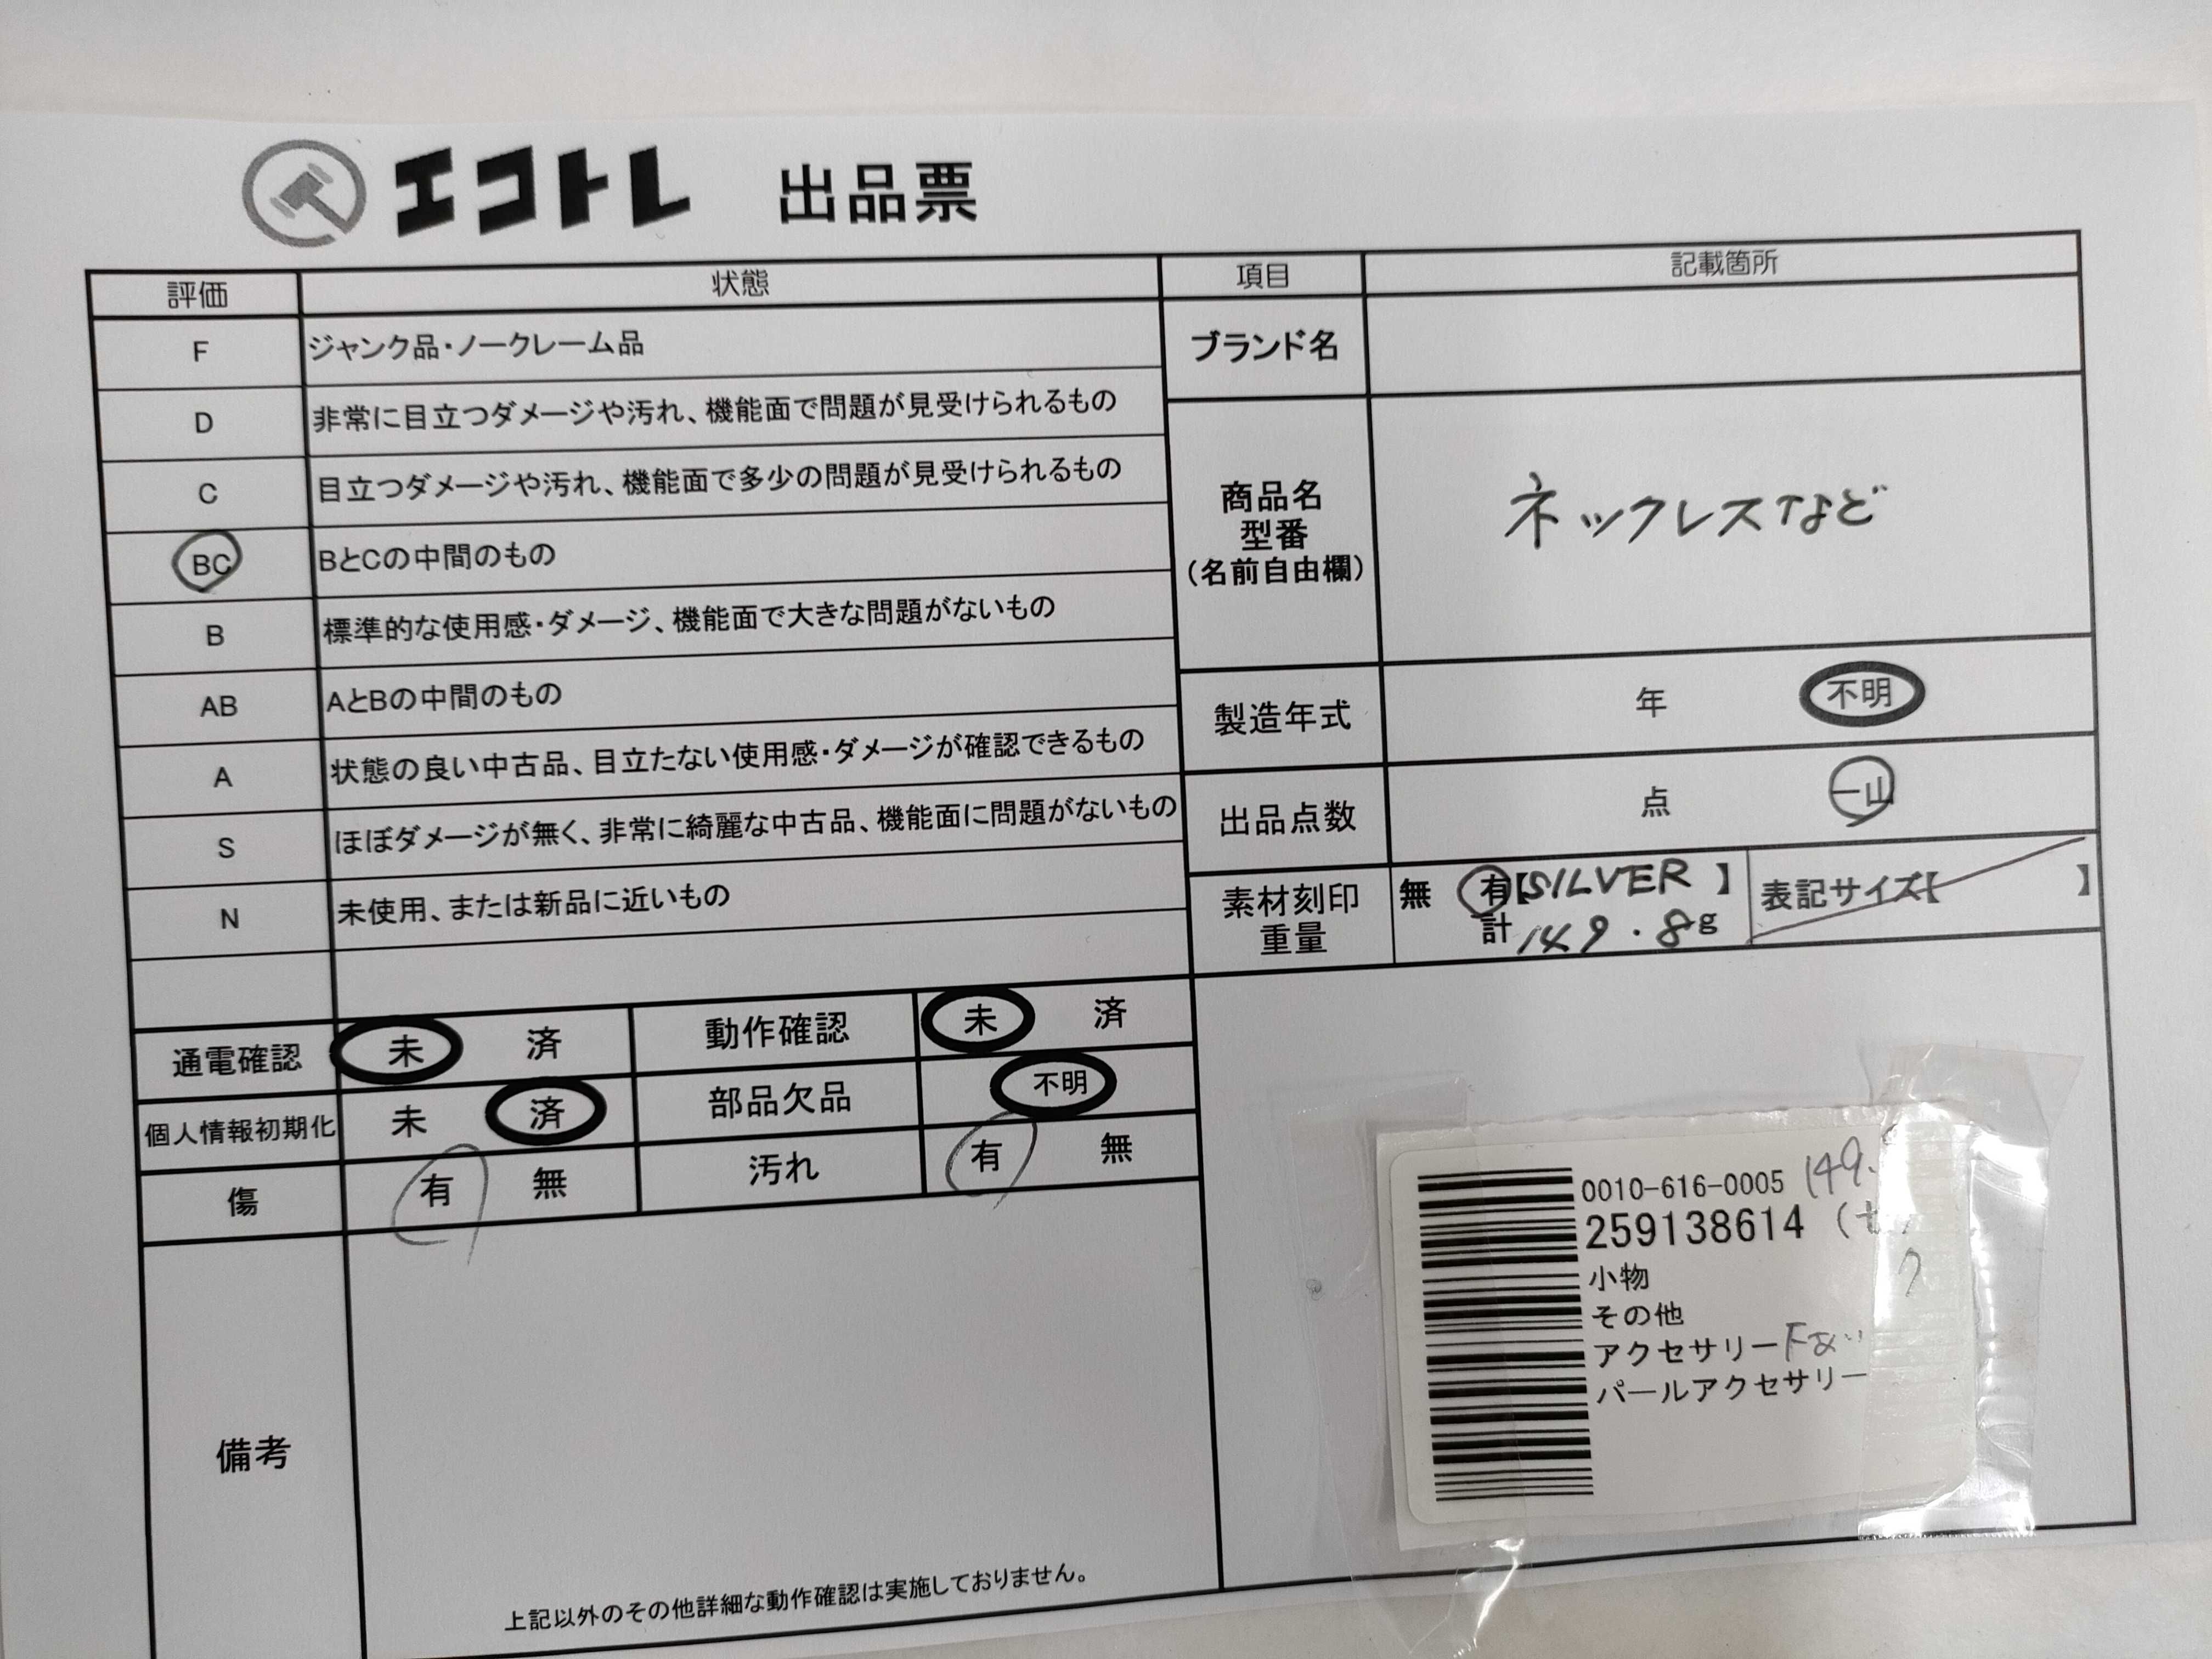 エコトレ 出品票
評価 状態 項目 記載箇所
F ジャンク品・ノークレーム品
ブランド名
D 非常に目立つダメージや汚れ、機能面で問題が見受けられるもの
C 目立つダメージや汚れ、機能面で多少の問題が見受けられるもの
商品名
型番
(名前自由欄)
ネックレスなど
BC BとCの中間のもの
B 標準的な使用感・ダメージ、機能面で大きな問題がないもの
AB AとBの中間のもの
製造年式 年 不明
A 状態の良い中古品、目立たない使用感・ダメージが確認できるもの
出品点数 点 一山
S ほぼダメージが無く、非常に綺麗な中古品、機能面に問題がないもの
N 未使用、または新品に近いもの
素材刻印
重量
無 有【SILVER】 表記サイズ【 】
計 149.8g
通電確認 未 済 動作確認 未 済
個人情報初期化 未 済 部品欠品 不明
傷 有 無 汚れ 有 無
備考
上記以外のその他詳細な動作確認は実施しておりません。
0010-616-0005 149.
259138614
小物
その他
アクセサリー
パールアクセサリー